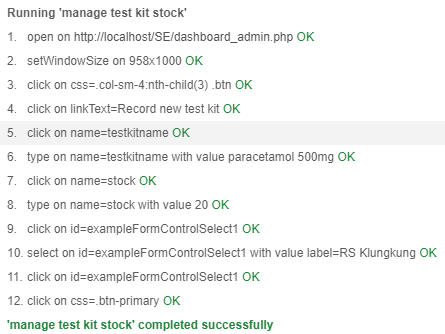 Running 'manage test kit stock'
1. open on http://localhost/SE/dashboard_admin.php OK
2. setWindowSize on 958x1000 OK
3. click on css=.col-sm-4:nth-child(3) .btn OK
4. click on linkText=Record new test kit OK
5. click on name=testkitname OK
6. type on name=testkitname with value paracetamol 500mg OK
7. click on name=stock OK
8. type on name=stock with value 20 OK
9. click on id=exampleFormControlSelect1 OK
10. select on id=exampleFormControlSelect1 with value label=RS Klungkung OK
11. click on id=exampleFormControlSelect1 OK
12. click on css=.btn-primary OK
'manage test kit stock' completed successfully